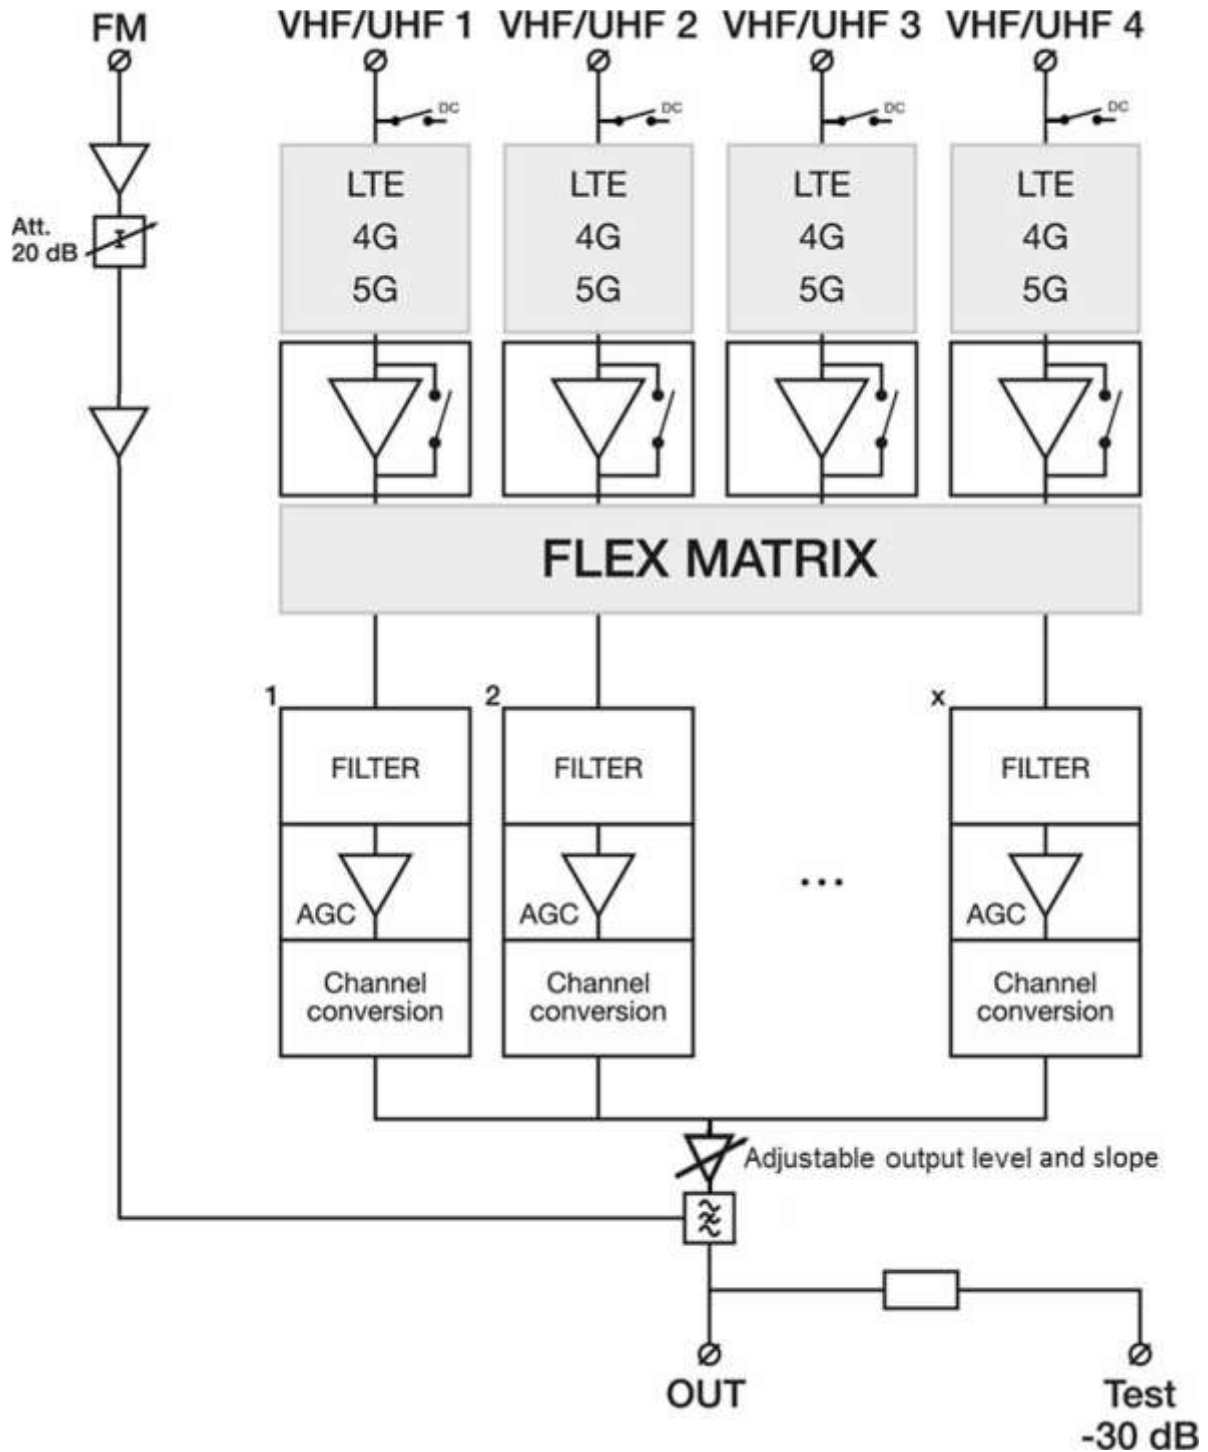 FM
VHF/UHF 1
VHF/UHF 2
VHF/UHF 3
VHF/UHF 4
DC
DC
DC
DC
Att.
20 dB
LTE
4G
5G
LTE
4G
5G
LTE
4G
5G
LTE
4G
5G
FLEX MATRIX
1
FILTER
AGC
Channel
conversion
2
FILTER
AGC
Channel
conversion
...
x
FILTER
AGC
Channel
conversion
Adjustable output level and slope
OUT
Test
-30 dB